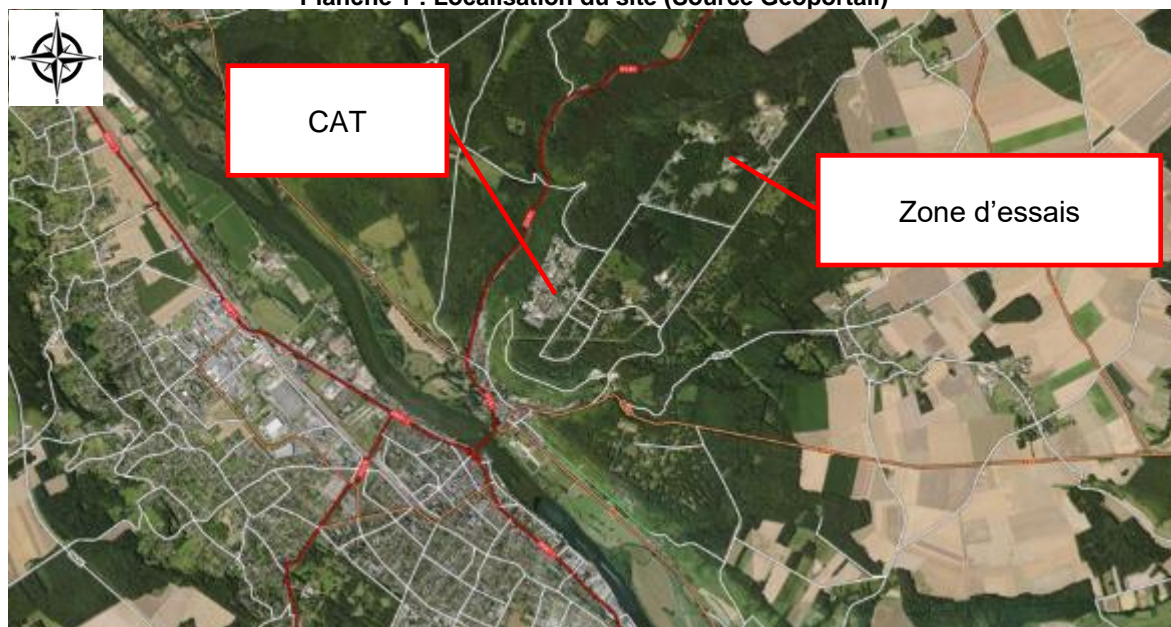 Planche 1 : Localisation du site (Source Géoportail)
N
W E
S
CAT
Zone d'essais